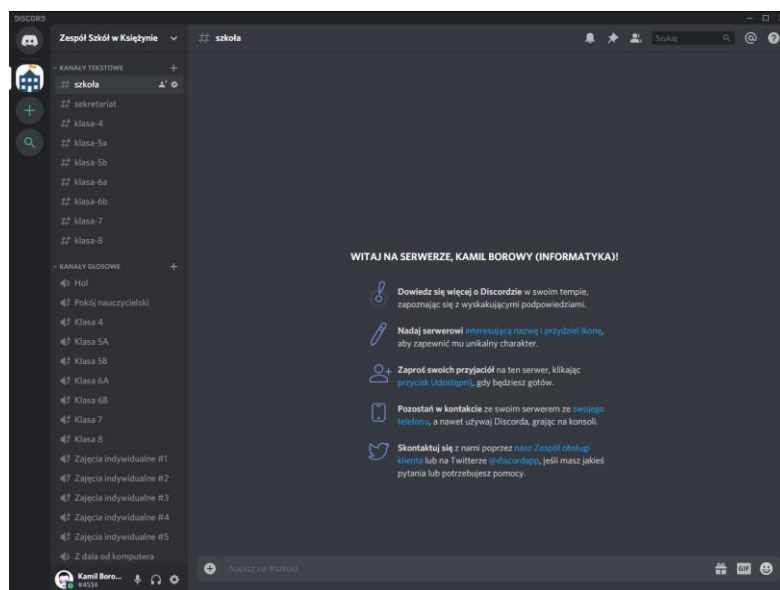 DISCORD
Zespół Szkół w Księżynie
# szkoła
Szukaj
KANAŁY TEKSTOWE
szkoła
sekretariat
klasa-4
klasa-5a
klasa-5b
klasa-6a
klasa-6b
klasa-7
klasa-8
KANAŁY GŁOSOWE
Hol
Pokój nauczycielski
Klasa 4
Klasa 5A
Klasa 5B
Klasa 6A
Klasa 6B
Klasa 7
Klasa 8
Zajęcia indywidualne #1
Zajęcia indywidualne #2
Zajęcia indywidualne #3
Zajęcia indywidualne #4
Zajęcia indywidualne #5
Z dala od komputera
Kamil Boro...
#4534
WITAJ NA SERWERZE, KAMIL BOROWY (INFORMATYKA)!
Dowiedz się więcej o Discordzie w swoim tempie,
zapoznając się z wyskakującymi podpowiedziami.
Nadaj serwerowi interesującą nazwę i przydziel ikonę,
aby zapewnić mu unikalny charakter.
Zaproś swoich przyjaciół na ten serwer, klikając
przycisk Udostępnij, gdy będziesz gotów.
Pozostań w kontakcie ze swoim serwerem ze swojego
telefonu, a nawet używaj Discorda, grając na konsoli.
Skontaktuj się z nami poprzez nasz Zespół obsługi
klienta lub na Twitterze @discordapp, jeśli masz jakieś
pytania lub potrzebujesz pomocy.
Napisz na #szkoła
GIF